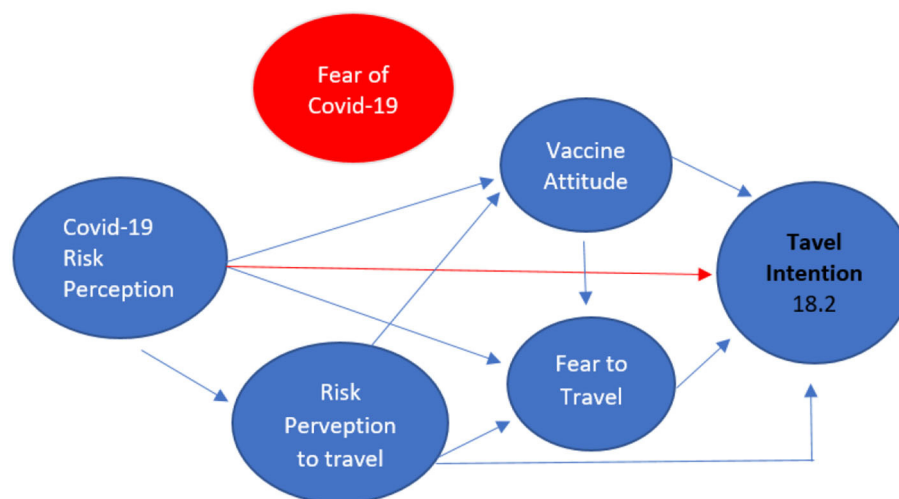 Fear of
Covid-19
Vaccine
Attitude
Covid-19
Risk
Perception
Tavel
Intention
18.2
Fear to
Travel
Risk
Perveption
to travel